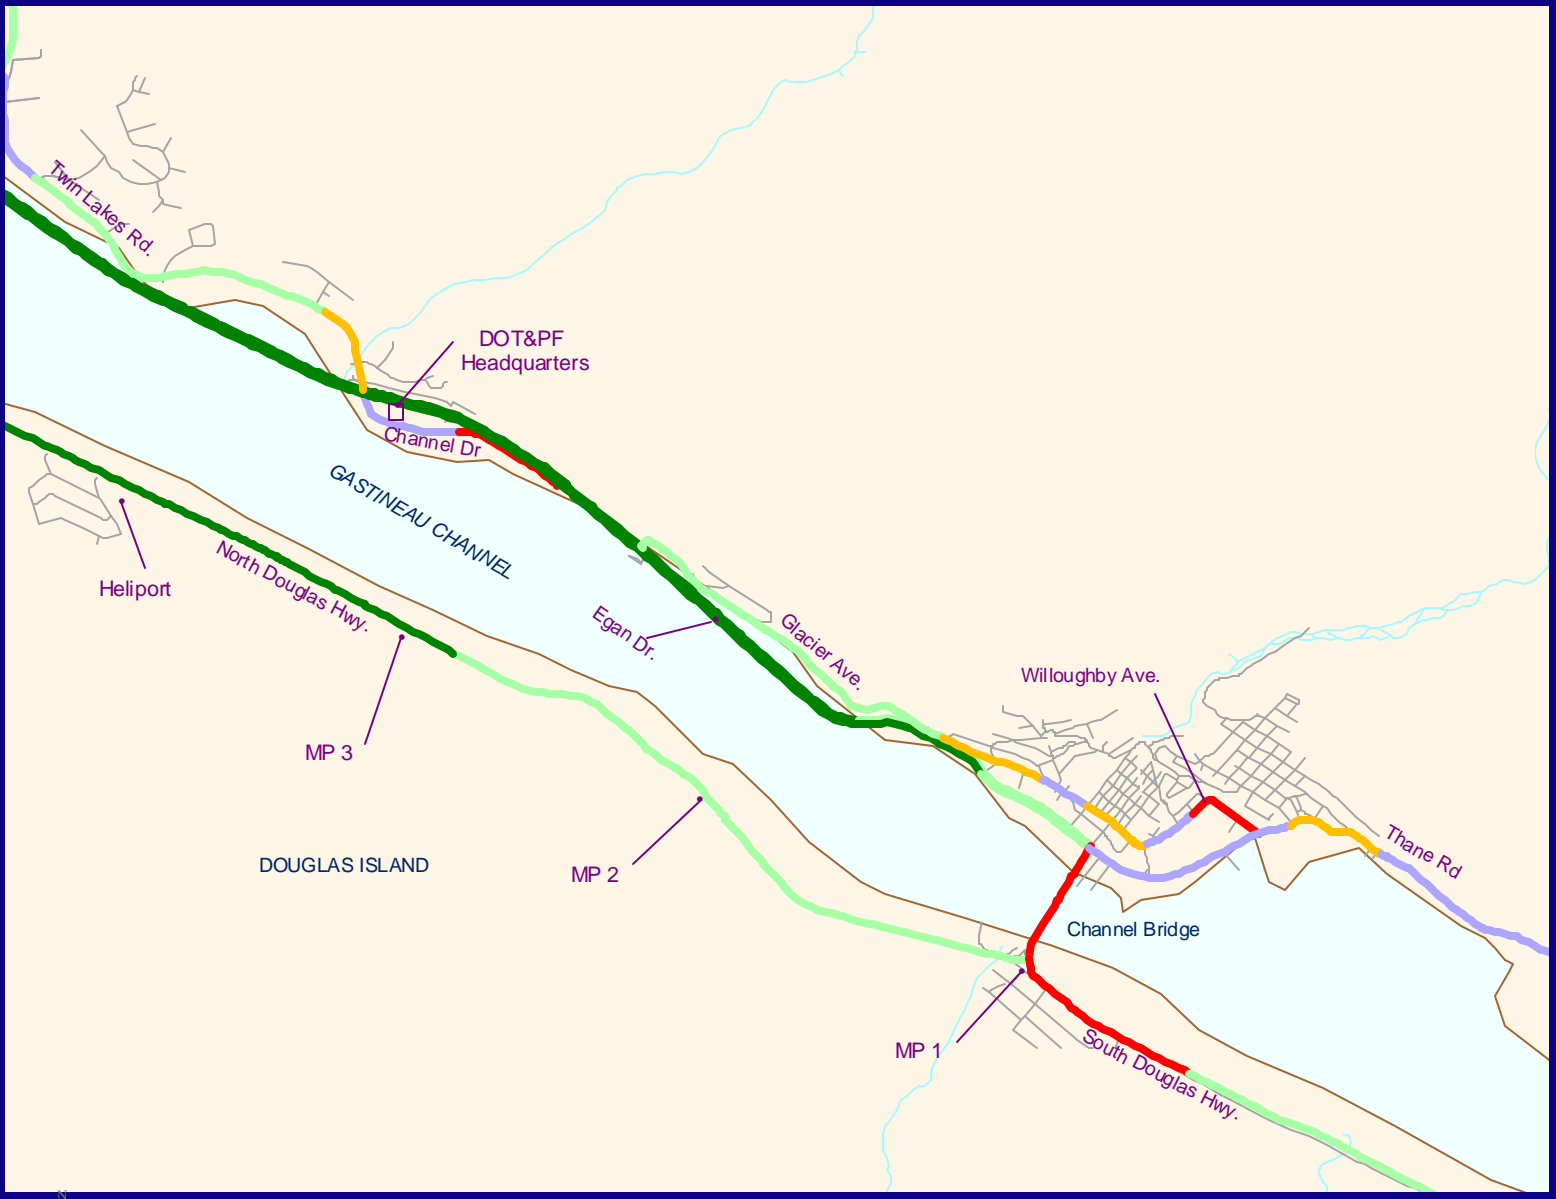 Twin Lakes Rd.
DOT&PF
Headquarters
Channel Dr
GASTINEAU CHANNEL
Heliport
North Douglas Hwy.
Egan Dr.
Glacier Ave.
Willoughby Ave.
MP 3
MP 2
DOUGLAS ISLAND
Thane Rd
Channel Bridge
MP 1
South Douglas Hwy.
N